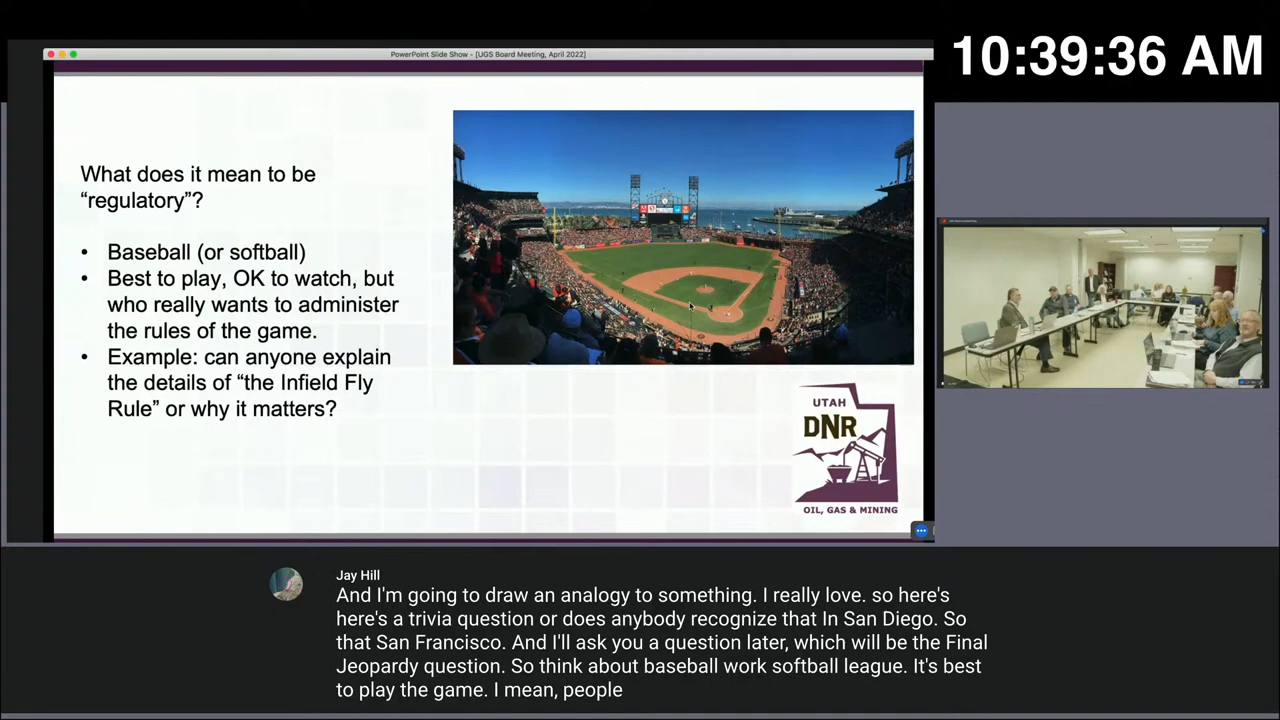 PowerPoint Slide Show - [UGS Board Meeting, April 2022]
10:39:36 AM
What does it mean to be
“regulatory”?
• Baseball (or softball)
• Best to play, OK to watch, but
who really wants to administer
the rules of the game.
• Example: can anyone explain
the details of “the Infield Fly
Rule” or why it matters?
UTAH
DNR
OIL, GAS & MINING
Jay Hill
And I'm going to draw an analogy to something. I really love. so here's
here's a trivia question or does anybody recognize that In San Diego. So
that San Francisco. And I'll ask you a question later, which will be the Final
Jeopardy question. So think about baseball work softball league. It's best
to play the game. I mean, people